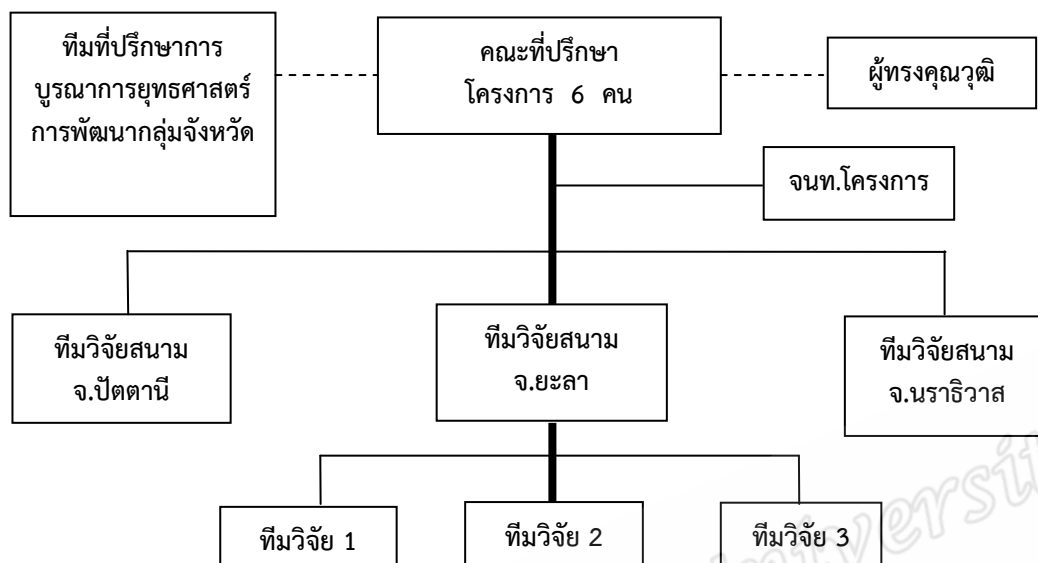 ทีมที่ปรึกษาการ
บูรณาการยุทธศาสตร์
การพัฒนากลุ่มจังหวัด
คณะที่ปรึกษา
โครงการ 6 คน
ผู้ทรงคุณวุฒิ
จนท.โครงการ
ทีมวิจัยสนาม
จ.ปัตตานี
ทีมวิจัยสนาม
จ.ยะลา
ทีมวิจัยสนาม
จ.นราธิวาส
ทีมวิจัย 1
ทีมวิจัย 2
ทีมวิจัย 3